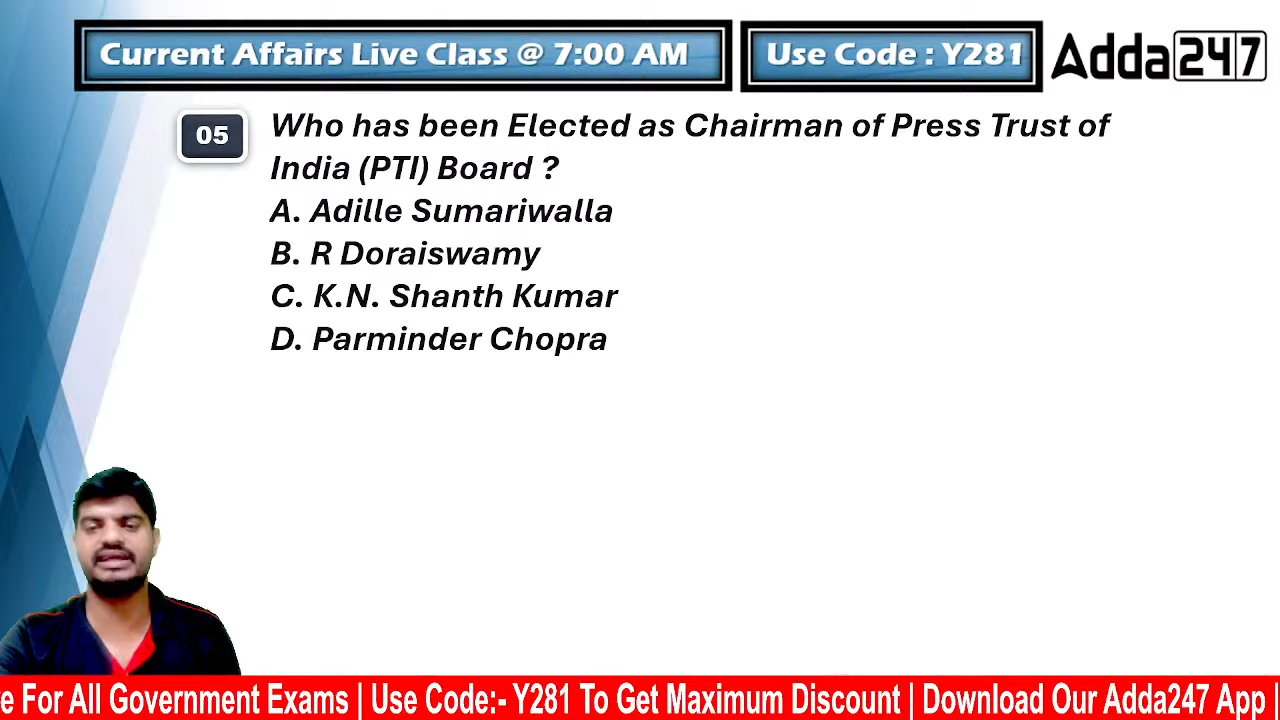 Current Affairs Live Class @ 7:00 AM
Use Code : Y281
Adda247
05
Who has been Elected as Chairman of Press Trust of
India (PTI) Board ?
A. Adille Sumariwalla
B. R Doraiswamy
C. K.N. Shanth Kumar
D. Parminder Chopra
For All Government Exams | Use Code:- Y281 To Get Maximum Discount | Download Our Adda247 App |